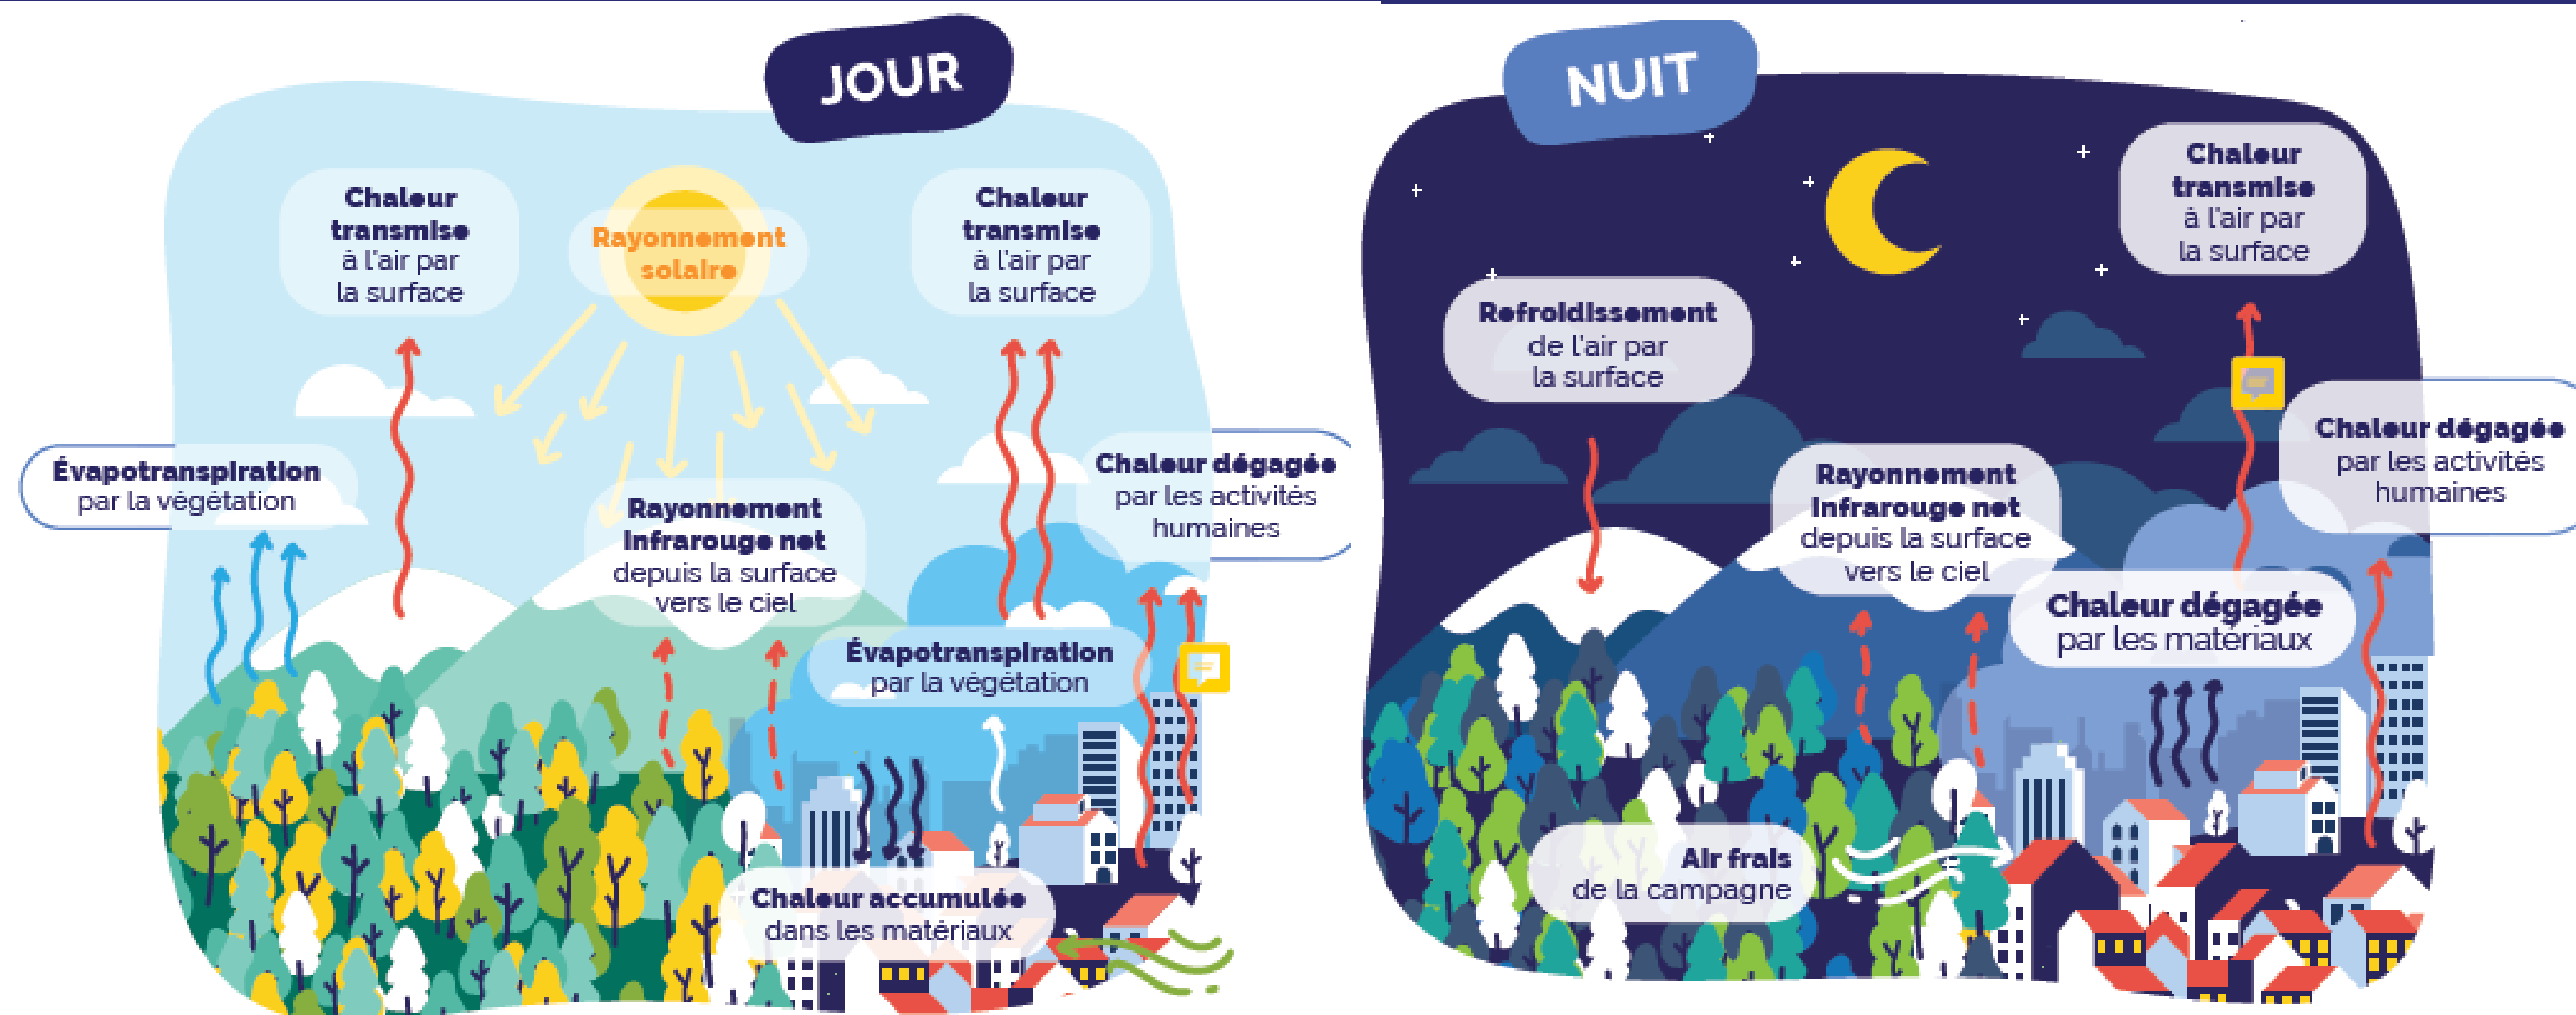 JOUR
Chaleur
transmise
à l'air par
la surface
Rayonnement
solaire
Chaleur
transmise
à l'air par
la surface
Évapotranspiration
par la végétation
Rayonnement
Infrarouge net
depuis la surface
vers le ciel
Chaleur dégagée
par les activités
humaines
Évapotranspiration
par la végétation
Chaleur accumulée
dans les matériaux
NUIT
Chaleur
transmise
à l'air par
la surface
Refroidissement
de l'air par
la surface
Rayonnement
Infrarouge net
depuis la surface
vers le ciel
Chaleur dégagée
par les activités
humaines
Chaleur dégagée
par les matériaux
Air frais
de la campagne